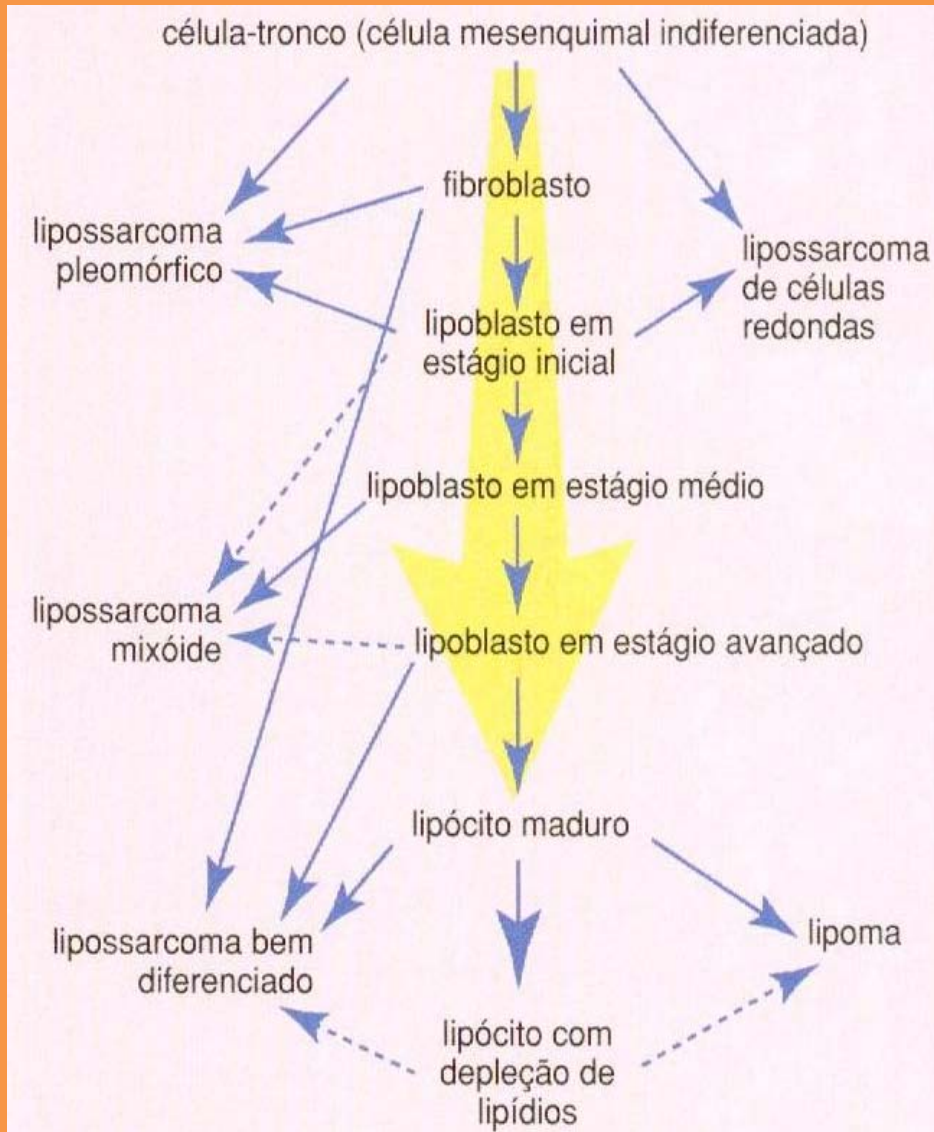 célula-tronco (célula mesenquimal indiferenciada)
fibroblasto
lipossarcoma
pleomórfico
lipossarcoma
de células
redondas
lipoblasto em
estágio inicial
lipoblasto em estágio médio
lipossarcoma
mixóide
lipoblasto em estágio avançado
lipócito maduro
lipossarcoma bem
diferenciado
lipoma
lipócito com
depleção de
lipídios